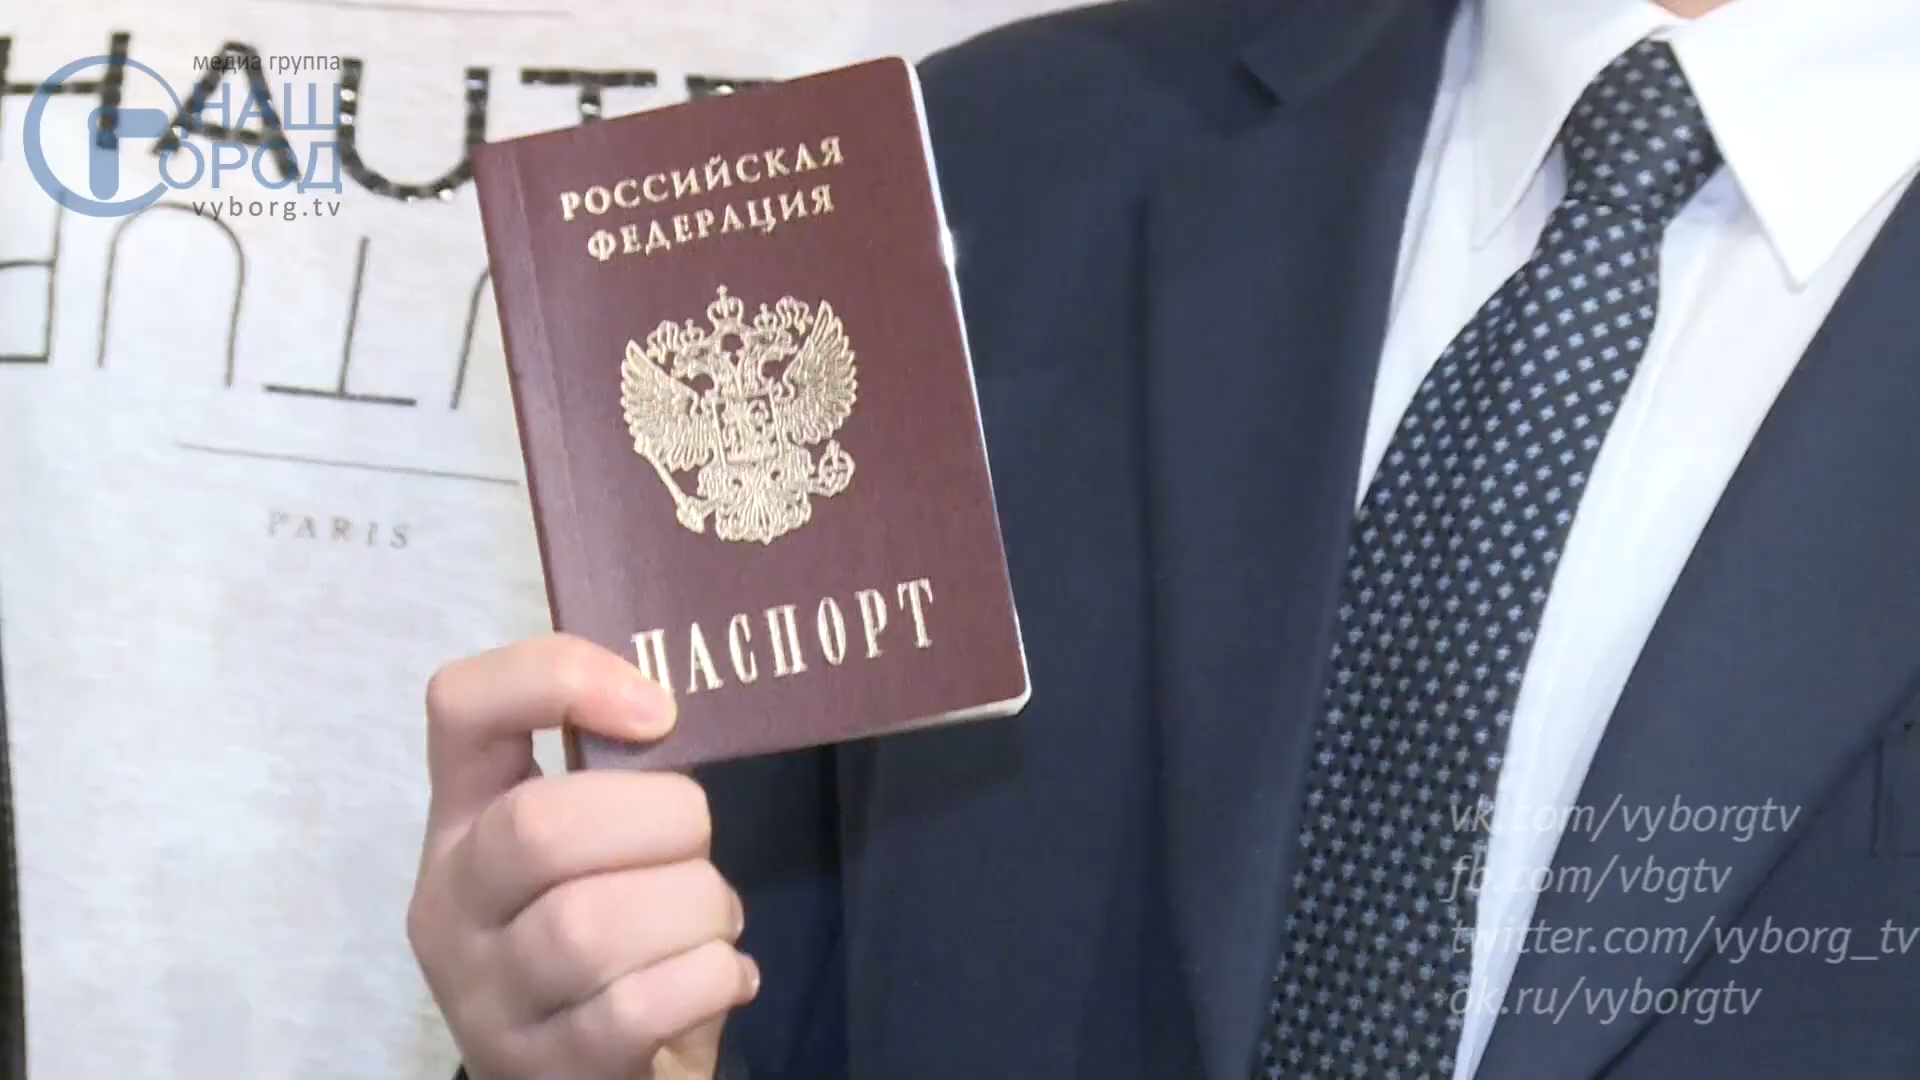 медиа группа
НАШ
ГОРОД
vyborg.tv
HAUTE
PARIS
РОССИЙСКАЯ
ФЕДЕРАЦИЯ
ПАСПОРТ
vk.com/vyborgtv
fb.com/vbgtv
twitter.com/vyborg_tv
ok.ru/vyborgtv